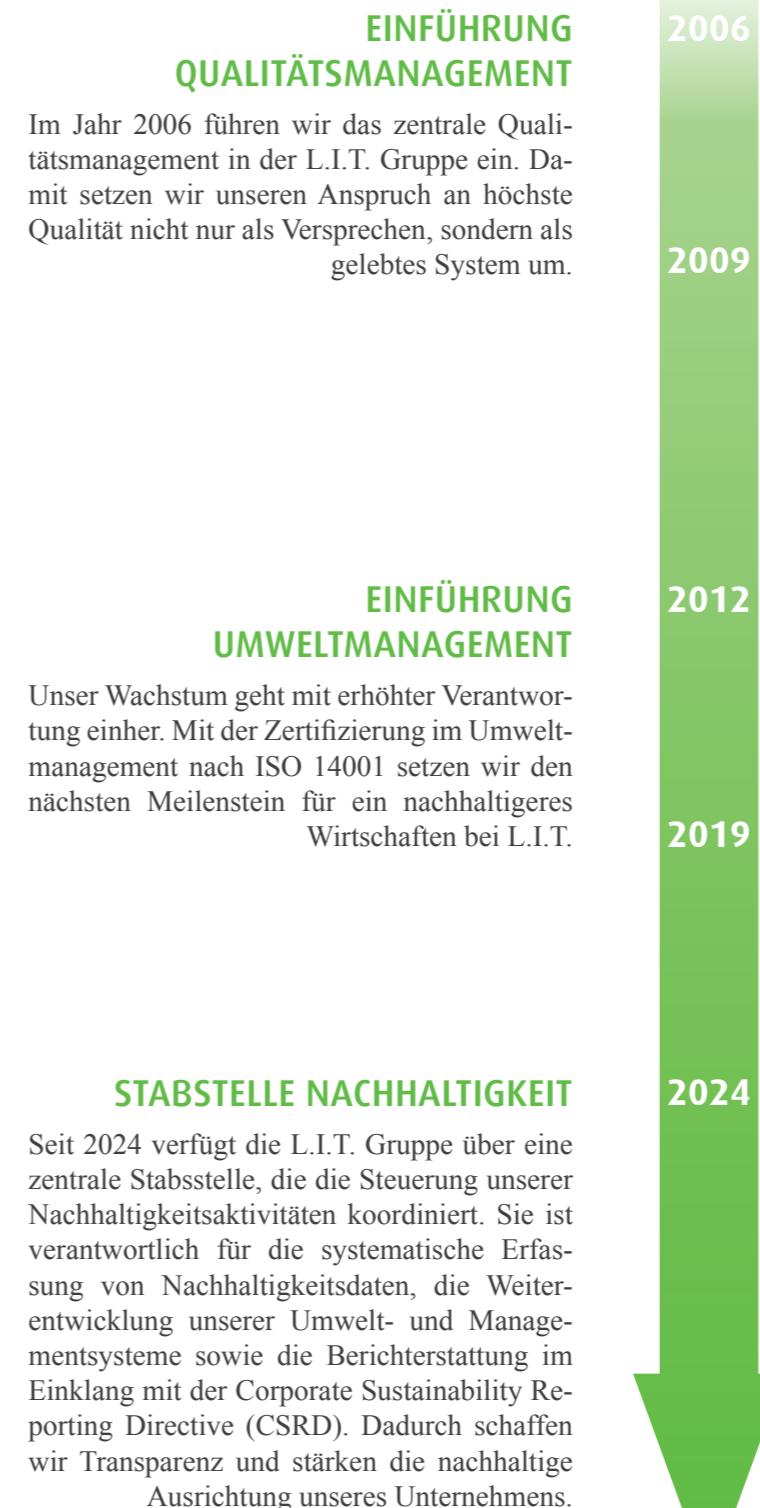 EINFÜHRUNG
QUALITÄTSMANAGEMENT
2006
Im Jahr 2006 führen wir das zentrale Quali-
tätsmanagement in der L.I.T. Gruppe ein. Da-
mit setzen wir unseren Anspruch an höchste
Qualität nicht nur als Versprechen, sondern als
gelebtes System um.
2009
EINFÜHRUNG
UMWELTMANAGEMENT
2012
Unser Wachstum geht mit erhöhter Verantwor-
tung einher. Mit der Zertifizierung im Umwelt-
management nach ISO 14001 setzen wir den
nächsten Meilenstein für ein nachhaltigeres
Wirtschaften bei L.I.T.
2019
STABSTELLE NACHHALTIGKEIT
2024
Seit 2024 verfügt die L.I.T. Gruppe über eine
zentrale Stabsstelle, die die Steuerung unserer
Nachhaltigkeitsaktivitäten koordiniert. Sie ist
verantwortlich für die systematische Erfas-
sung von Nachhaltigkeitsdaten, die Weiter-
entwicklung unserer Umwelt- und Manage-
mentsysteme sowie die Berichterstattung im
Einklang mit der Corporate Sustainability Re-
porting Directive (CSRD). Dadurch schaffen
wir Transparenz und stärken die nachhaltige
Ausrichtung unseres Unternehmens.